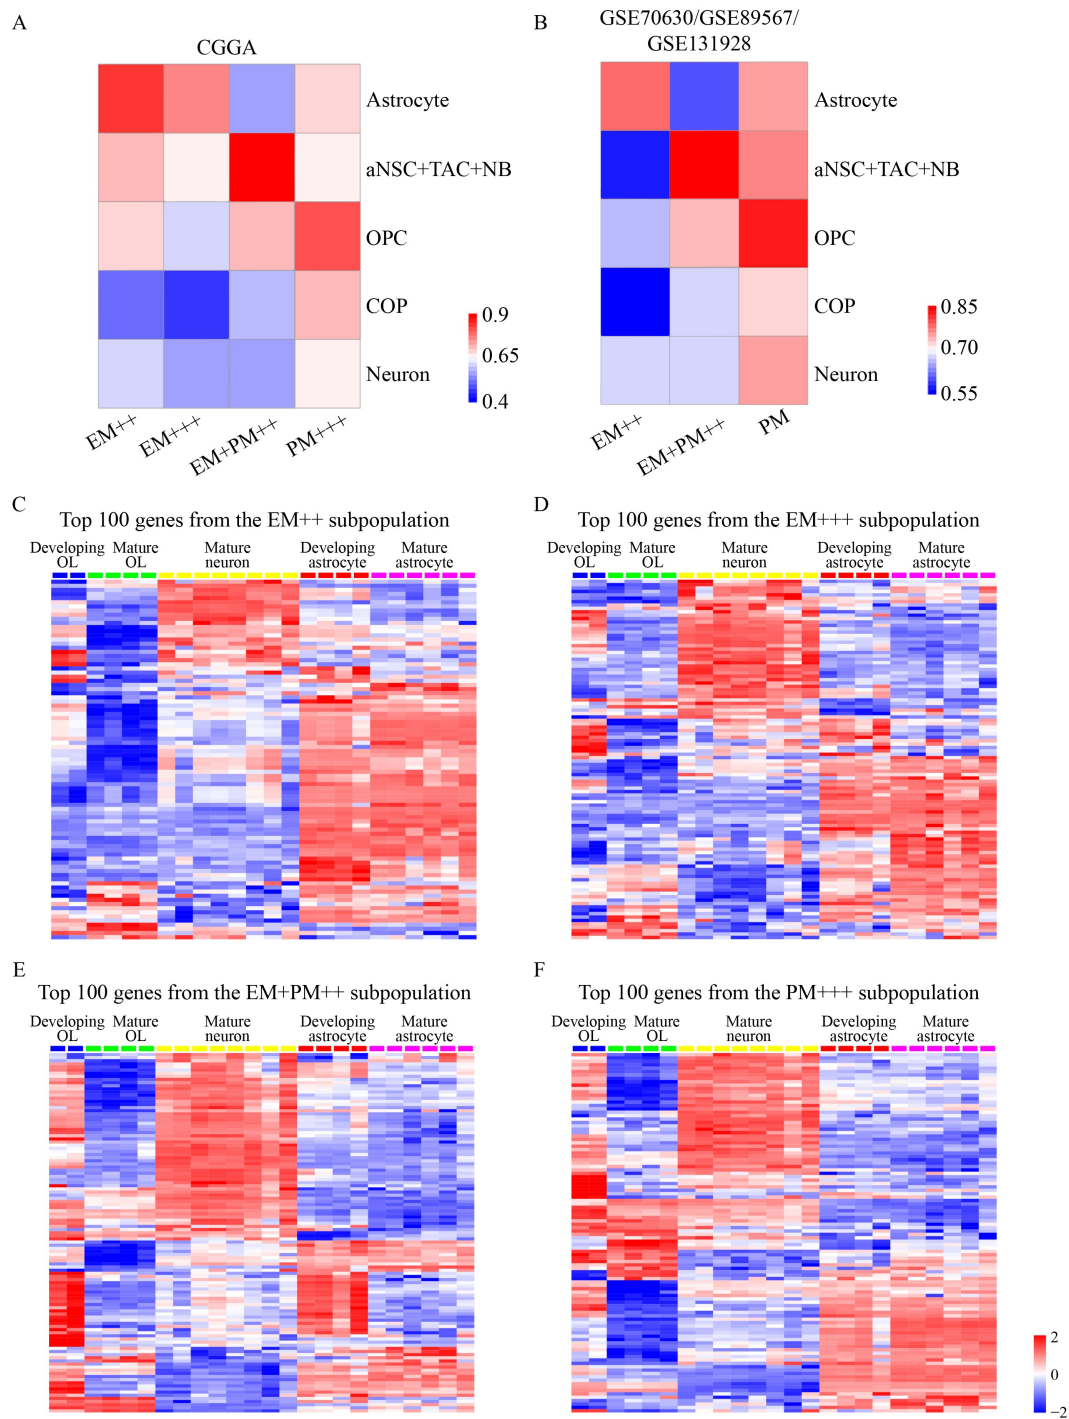 A
CGGA
Astrocyte
aNSC+TAC+NB
OPC
COP
Neuron
EM++
EM+++
EM+PM++
PM+++
0.9
0.65
0.4
B
GSE70630/GSE89567/
GSE131928
Astrocyte
aNSC+TAC+NB
OPC
COP
Neuron
EM++
EM+PM++
PM
0.85
0.70
0.55
C
Top 100 genes from the EM++ subpopulation
Developing Mature Mature Developing Mature
OL OL neuron astrocyte astrocyte
D
Top 100 genes from the EM+++ subpopulation
Developing Mature Mature Developing Mature
OL OL neuron astrocyte astrocyte
E
Top 100 genes from the EM+PM++ subpopulation
Developing Mature Mature Developing Mature
OL OL neuron astrocyte astrocyte
F
Top 100 genes from the PM+++ subpopulation
Developing Mature Mature Developing Mature
OL OL neuron astrocyte astrocyte
2
0
−2